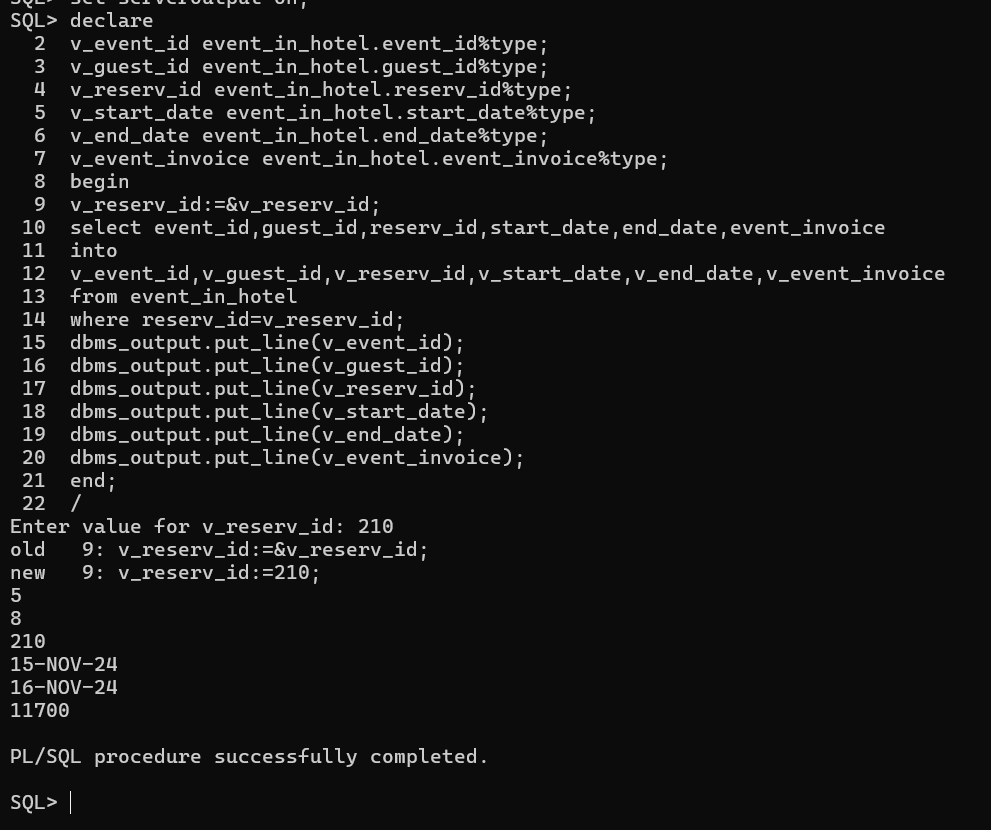 SQL> set serveroutput on;
SQL> declare
  2  v_event_id event_in_hotel.event_id%type;
  3  v_guest_id event_in_hotel.guest_id%type;
  4  v_reserv_id event_in_hotel.reserv_id%type;
  5  v_start_date event_in_hotel.start_date%type;
  6  v_end_date event_in_hotel.end_date%type;
  7  v_event_invoice event_in_hotel.event_invoice%type;
  8  begin
  9  v_reserv_id:=&v_reserv_id;
 10  select event_id,guest_id,reserv_id,start_date,end_date,event_invoice
 11  into
 12  v_event_id,v_guest_id,v_reserv_id,v_start_date,v_end_date,v_event_invoice
 13  from event_in_hotel
 14  where reserv_id=v_reserv_id;
 15  dbms_output.put_line(v_event_id);
 16  dbms_output.put_line(v_guest_id);
 17  dbms_output.put_line(v_reserv_id);
 18  dbms_output.put_line(v_start_date);
 19  dbms_output.put_line(v_end_date);
 20  dbms_output.put_line(v_event_invoice);
 21  end;
 22  /
Enter value for v_reserv_id: 210
old   9: v_reserv_id:=&v_reserv_id;
new   9: v_reserv_id:=210;
5
8
210
15-NOV-24
16-NOV-24
11700
PL/SQL procedure successfully completed.
SQL>